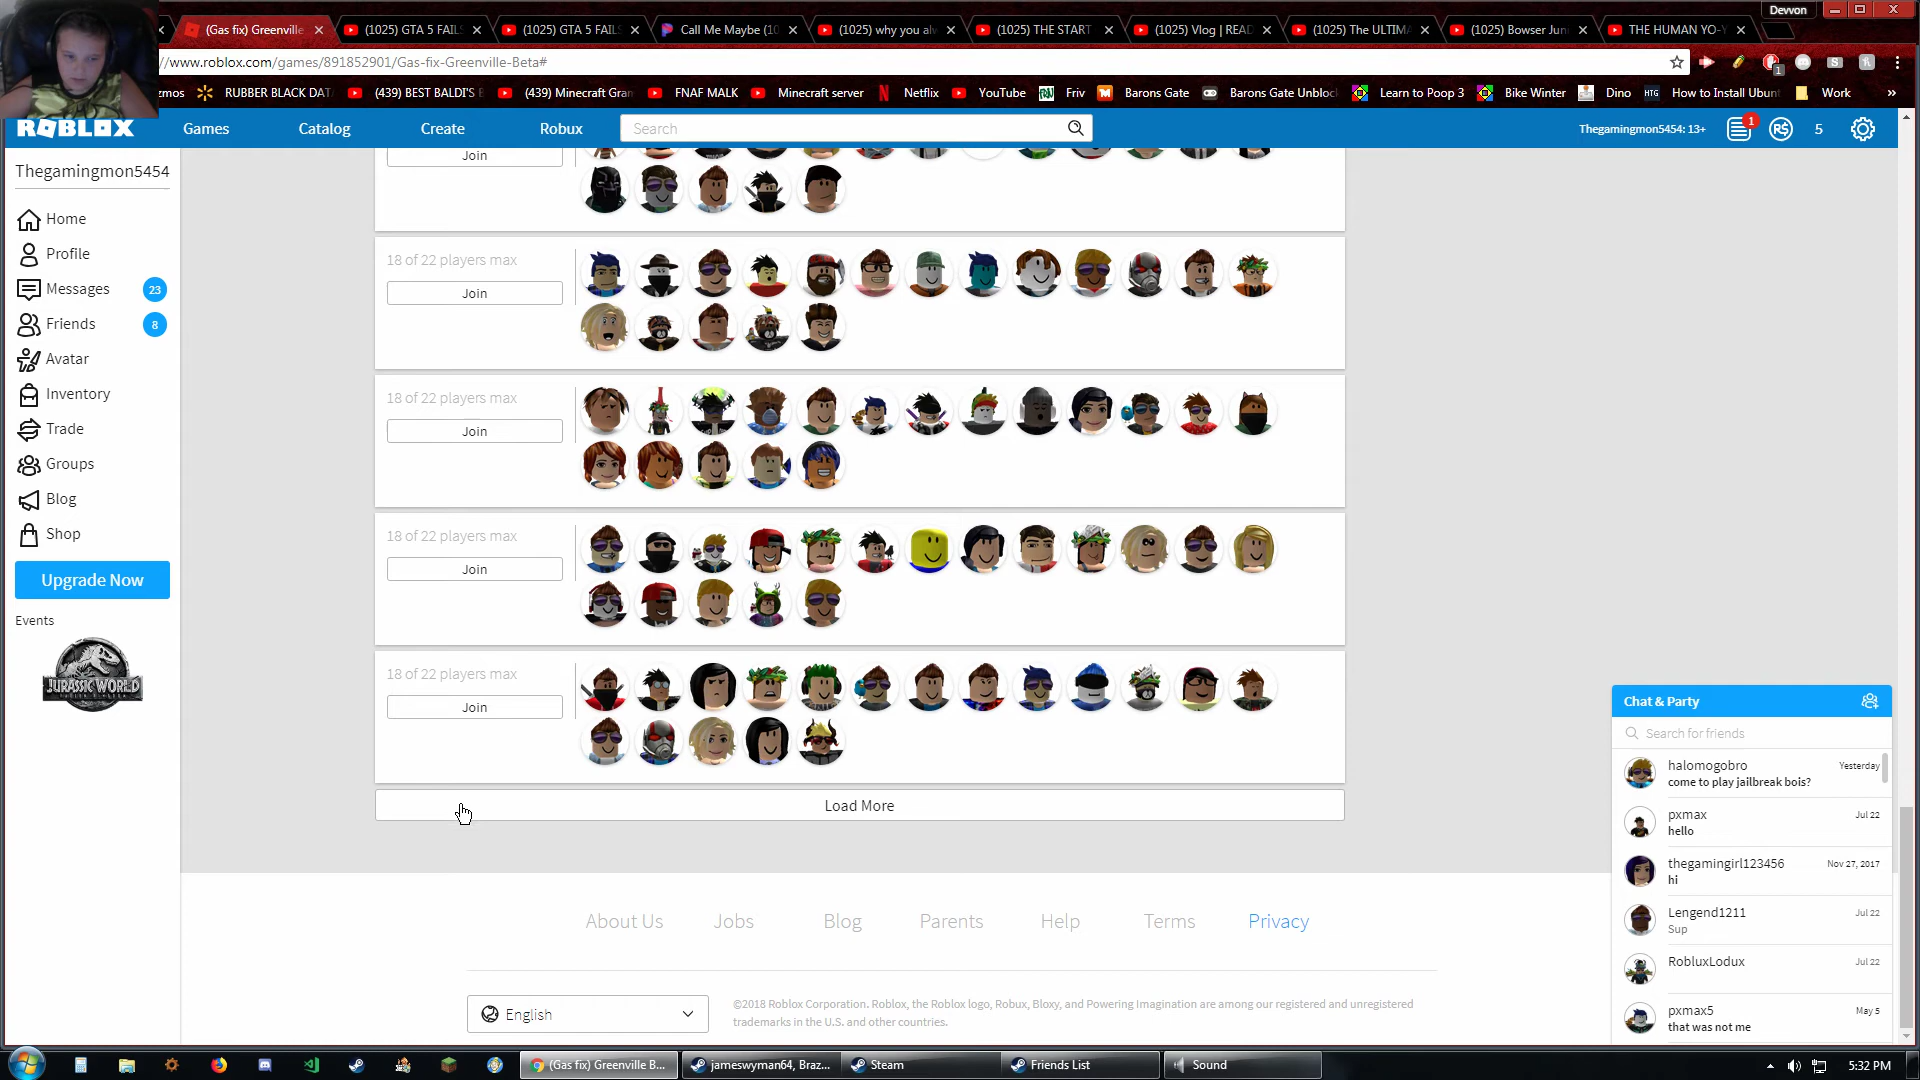 Devvon
(Gas fix) Greenville
(1025) GTA 5 FAILS
(1025) GTA 5 FAILS
Call Me Maybe (10
(1025) why you al
(1025) THE START
(1025) Vlog | READ
(1025) The ULTIMA
(1025) Bowser Jun
THE HUMAN YO-Y
//www.roblox.com/games/891852901/Gas-fix-Greenville-Beta#
zmos
RUBBER BLACK DAT
(439) BEST BALDI'S B
(439) Minecraft Gra
FNAF MALK
Minecraft server
Netflix
YouTube
Friv
Barons Gate
Barons Gate Unbloc
Learn to Poop 3
Bike Winter
Dino
HTG
How to Install Ubunt
Work
»
ROBLOX
Games
Catalog
Create
Robux
Search
Thegamingmon5454: 13+
1
R$
5
Thegamingmon5454
Home
Profile
Messages 23
Friends 8
Avatar
Inventory
Trade
Groups
Blog
Shop
Upgrade Now
Events
JURASSIC WORLD
Join
18 of 22 players max
Join
18 of 22 players max
Join
18 of 22 players max
Join
18 of 22 players max
Join
Load More
About Us
Jobs
Blog
Parents
Help
Terms
Privacy
English
©2018 Roblox Corporation. Roblox, the Roblox logo, Robux, Bloxy, and Powering Imagination are among our registered and unregistered
trademarks in the U.S. and other countries.
Chat & Party
Search for friends
halomogobro Yesterday
come to play jailbreak bois?
pxmax Jul 22
hello
thegamingirl123456 Nov 27, 2017
hi
Lengend1211 Jul 22
Sup
RobluxLodux Jul 22
pxmax5 May 5
that was not me
(Gas fix) Greenville B...
jameswyman64, Braz...
Steam
Friends List
Sound
5:32 PM